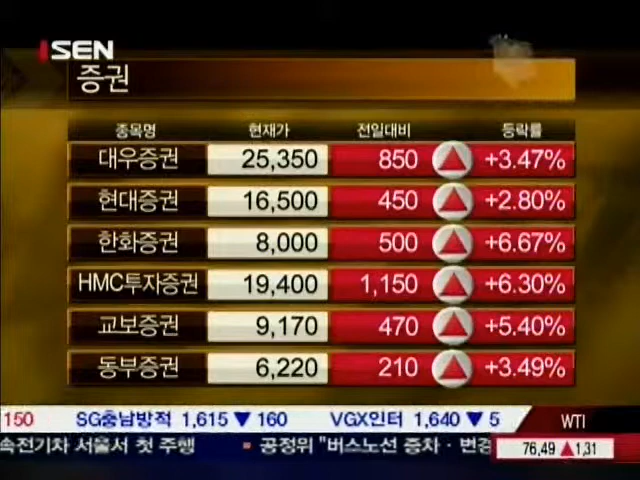 SEN
증권
종목명 현재가 전일대비 등락률
대우증권 25,350 850 ▲ +3.47%
현대증권 16,500 450 ▲ +2.80%
한화증권 8,000 500 ▲ +6.67%
HMC투자증권 19,400 1,150 ▲ +6.30%
교보증권 9,170 470 ▲ +5.40%
동부증권 6,220 210 ▲ +3.49%
150 SG충남방적 1,615 ▼ 160 VGX인터 1,640 ▼ 5 WTI
속전기차 서울서 첫 주행 ▪ 공정위 "버스노선 증차·변경 76,49 ▲1,31